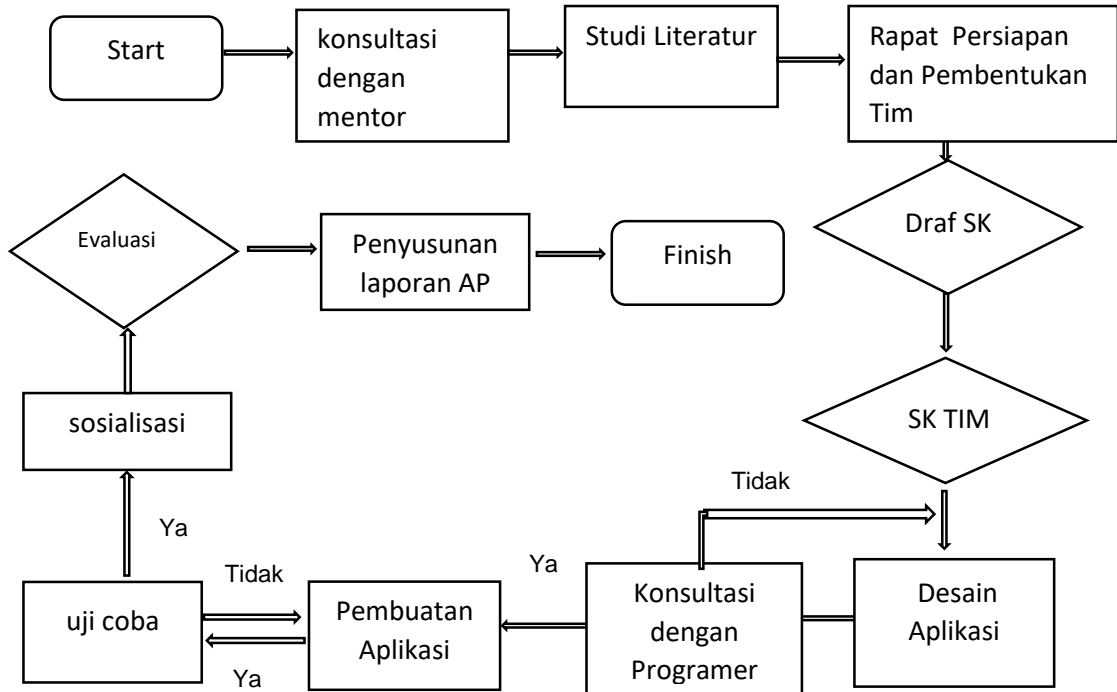 Start
konsultasi
dengan
mentor
Studi Literatur
Rapat Persiapan
dan Pembentukan
Tim
Draf SK
SK TIM
Tidak
Desain
Aplikasi
Konsultasi
dengan
Programer
Ya
Pembuatan
Aplikasi
Tidak
Ya
uji coba
Ya
sosialisasi
Evaluasi
Penyusunan
laporan AP
Finish